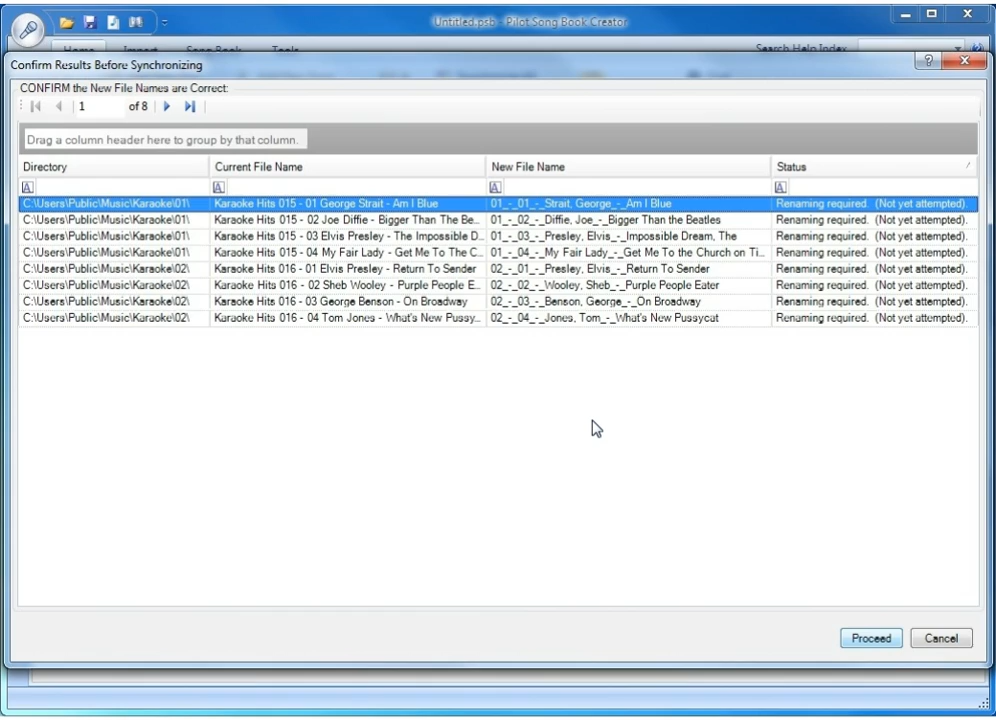 Untitled.psb - Pilot Song Book Creator
Home Import Song Book Tools Search Help Index
Confirm Results Before Synchronizing
CONFIRM the New File Names are Correct:
1 of 8
Drag a column header here to group by that column.
Directory Current File Name New File Name Status
A A A A
C:\Users\Public\Music\Karaoke\01\ Karaoke Hits 015 - 01 George Strait - Am I Blue 01_-_01_-_Strait, George_-_Am I Blue Renaming required. (Not yet attempted).
C:\Users\Public\Music\Karaoke\01\ Karaoke Hits 015 - 02 Joe Diffie - Bigger Than The Be... 01_-_02_-_Diffie, Joe_-_Bigger Than the Beatles Renaming required. (Not yet attempted).
C:\Users\Public\Music\Karaoke\01\ Karaoke Hits 015 - 03 Elvis Presley - The Impossible D... 01_-_03_-_Presley, Elvis_-_Impossible Dream, The Renaming required. (Not yet attempted).
C:\Users\Public\Music\Karaoke\01\ Karaoke Hits 015 - 04 My Fair Lady - Get Me To The C... 01_-_04_-_My Fair Lady_-_Get Me to the Church on Ti... Renaming required. (Not yet attempted).
C:\Users\Public\Music\Karaoke\02\ Karaoke Hits 016 - 01 Elvis Presley - Return To Sender 02_-_01_-_Presley, Elvis_-_Return To Sender Renaming required. (Not yet attempted).
C:\Users\Public\Music\Karaoke\02\ Karaoke Hits 016 - 02 Sheb Wooley - Purple People E... 02_-_02_-_Wooley, Sheb_-_Purple People Eater Renaming required. (Not yet attempted).
C:\Users\Public\Music\Karaoke\02\ Karaoke Hits 016 - 03 George Benson - On Broadway 02_-_03_-_Benson, George_-_On Broadway Renaming required. (Not yet attempted).
C:\Users\Public\Music\Karaoke\02\ Karaoke Hits 016 - 04 Tom Jones - What's New Pussy... 02_-_04_-_Jones, Tom_-_What's New Pussycat Renaming required. (Not yet attempted).
Proceed Cancel